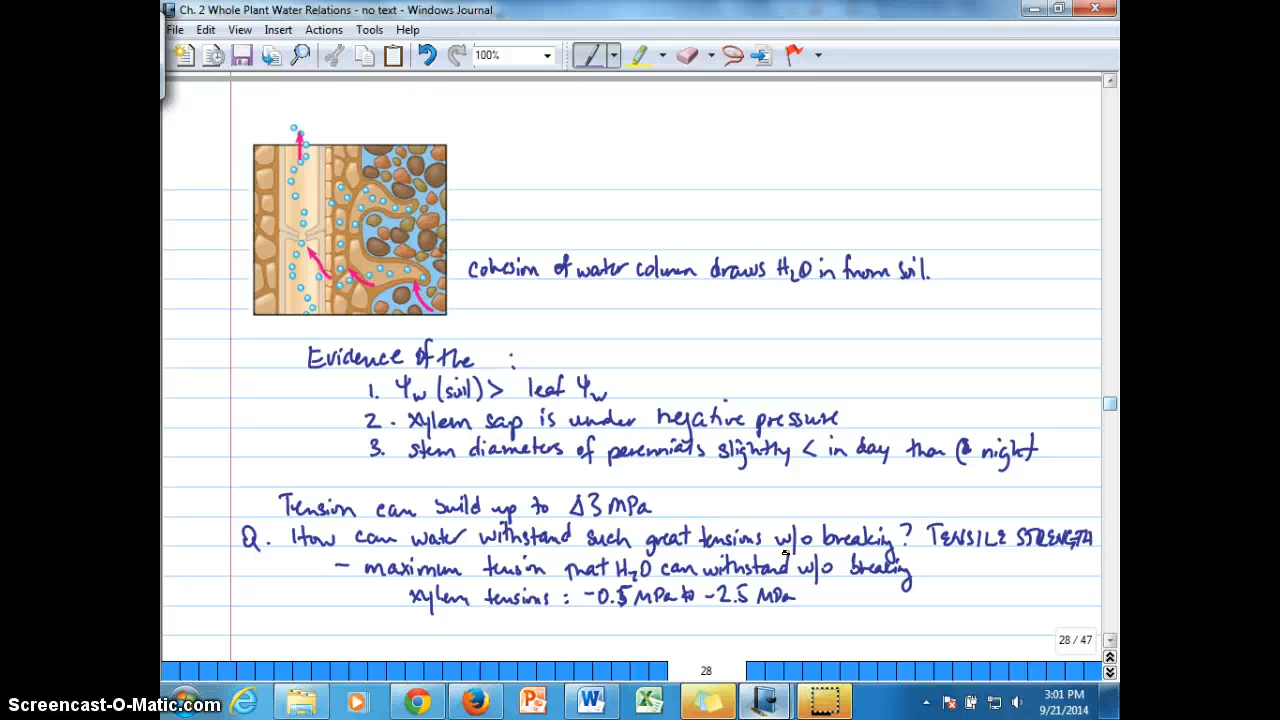 Ch. 2 Whole Plant Water Relations - no text - Windows Journal
File Edit View Insert Actions Tools Help
100%
cohesion of water column draws H₂O in from soil.
Evidence of the :
1. Ψw (soil) > leaf Ψw
2. xylem sap is under negative pressure
3. stem diameters of perennials slightly < in day than @ night
Tension can build up to Δ3 MPa
Q. How can water withstand such great tensions w/o breaking? TENSILE STRENGTH
- maximum tension that H₂O can withstand w/o breaking
xylem tensions : -0.5 MPa to -2.5 MPa
28 / 47
28
3:01 PM
9/21/2014
Screencast-O-Matic.com